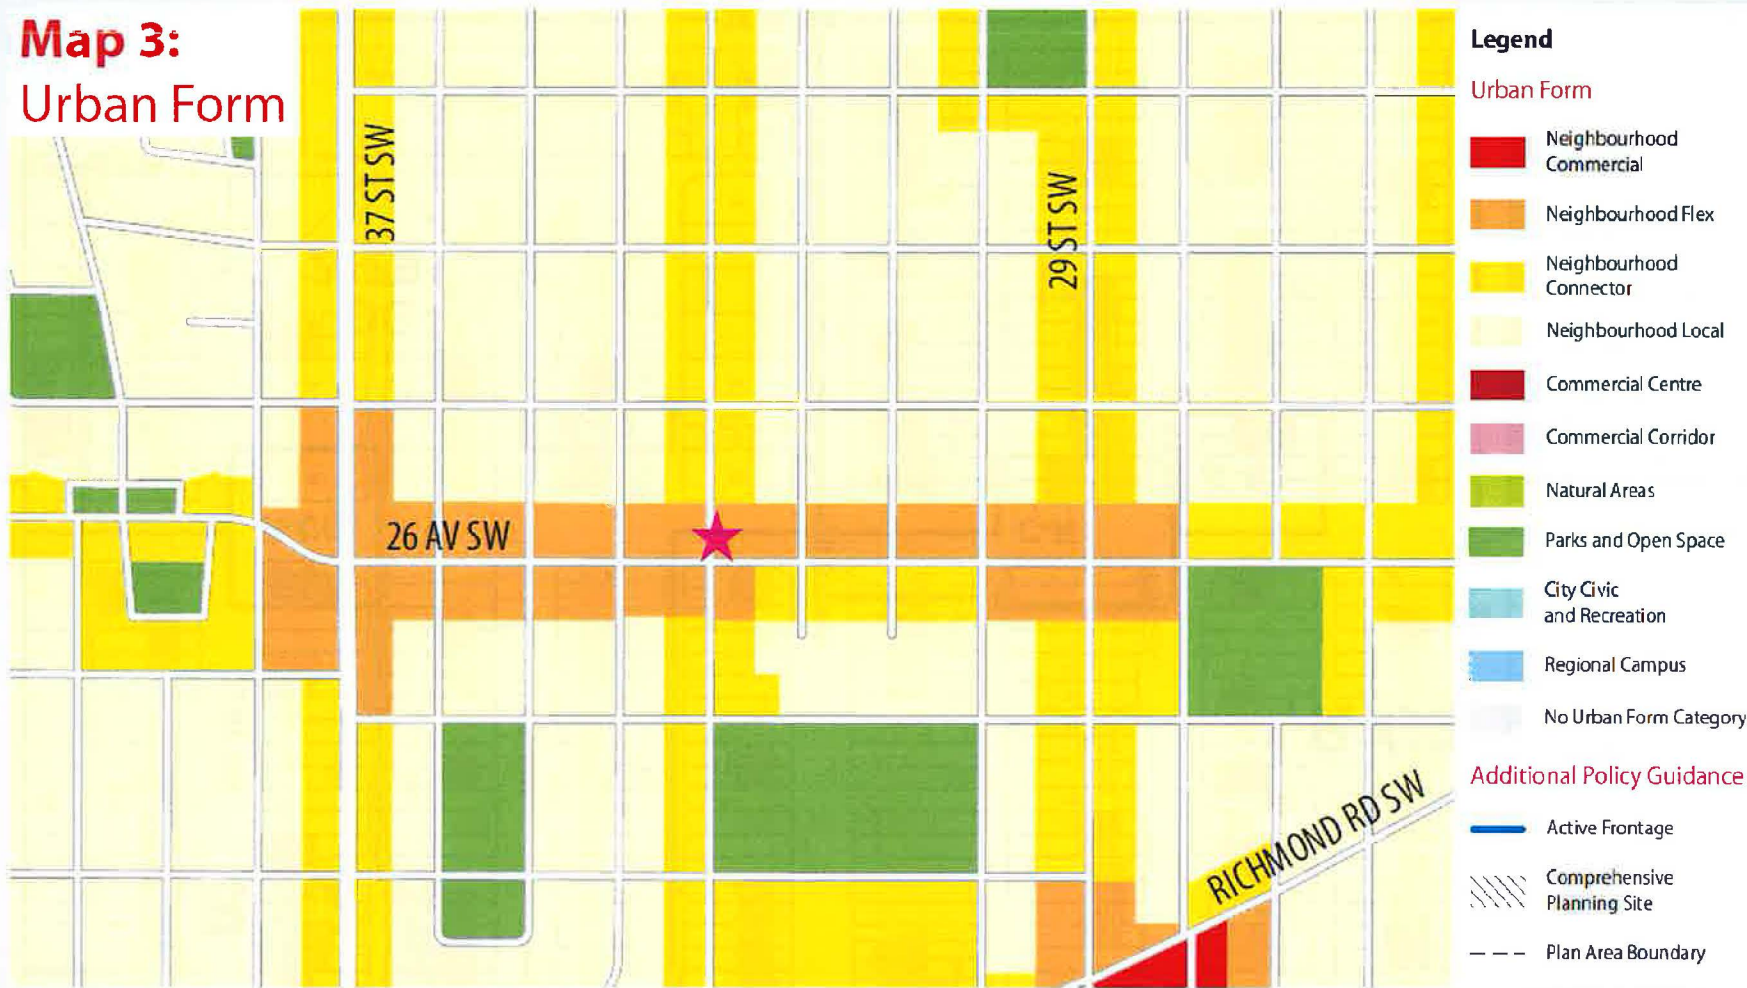 Map 3:
Urban Form
37 ST SW
29 ST SW
26 AV SW
RICHMOND RD SW
Legend
Urban Form
Neighbourhood
Commercial
Neighbourhood Flex
Neighbourhood
Connector
Neighbourhood Local
Commercial Centre
Commercial Corridor
Natural Areas
Parks and Open Space
City Civic
and Recreation
Regional Campus
No Urban Form Category
Additional Policy Guidance
Active Frontage
Comprehensive
Planning Site
Plan Area Boundary